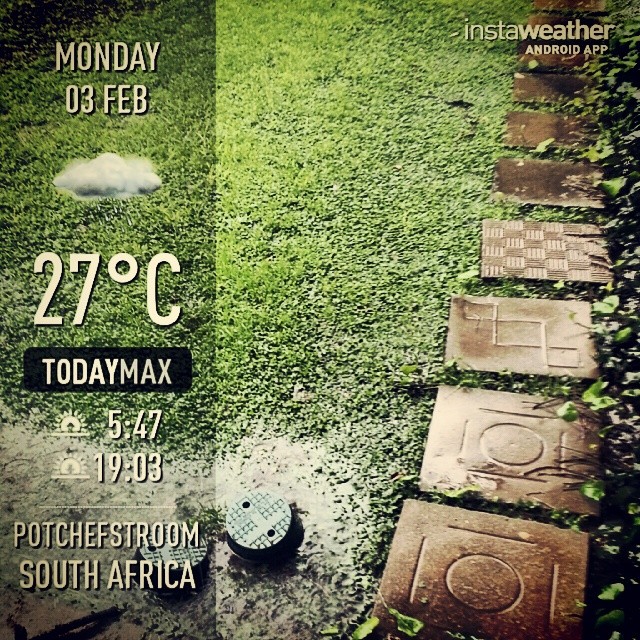 instaweather
ANDROID APP
MONDAY
03 FEB
27°C
TODAYMAX
5:47
19:03
POTCHEFSTROOM
SOUTH AFRICA